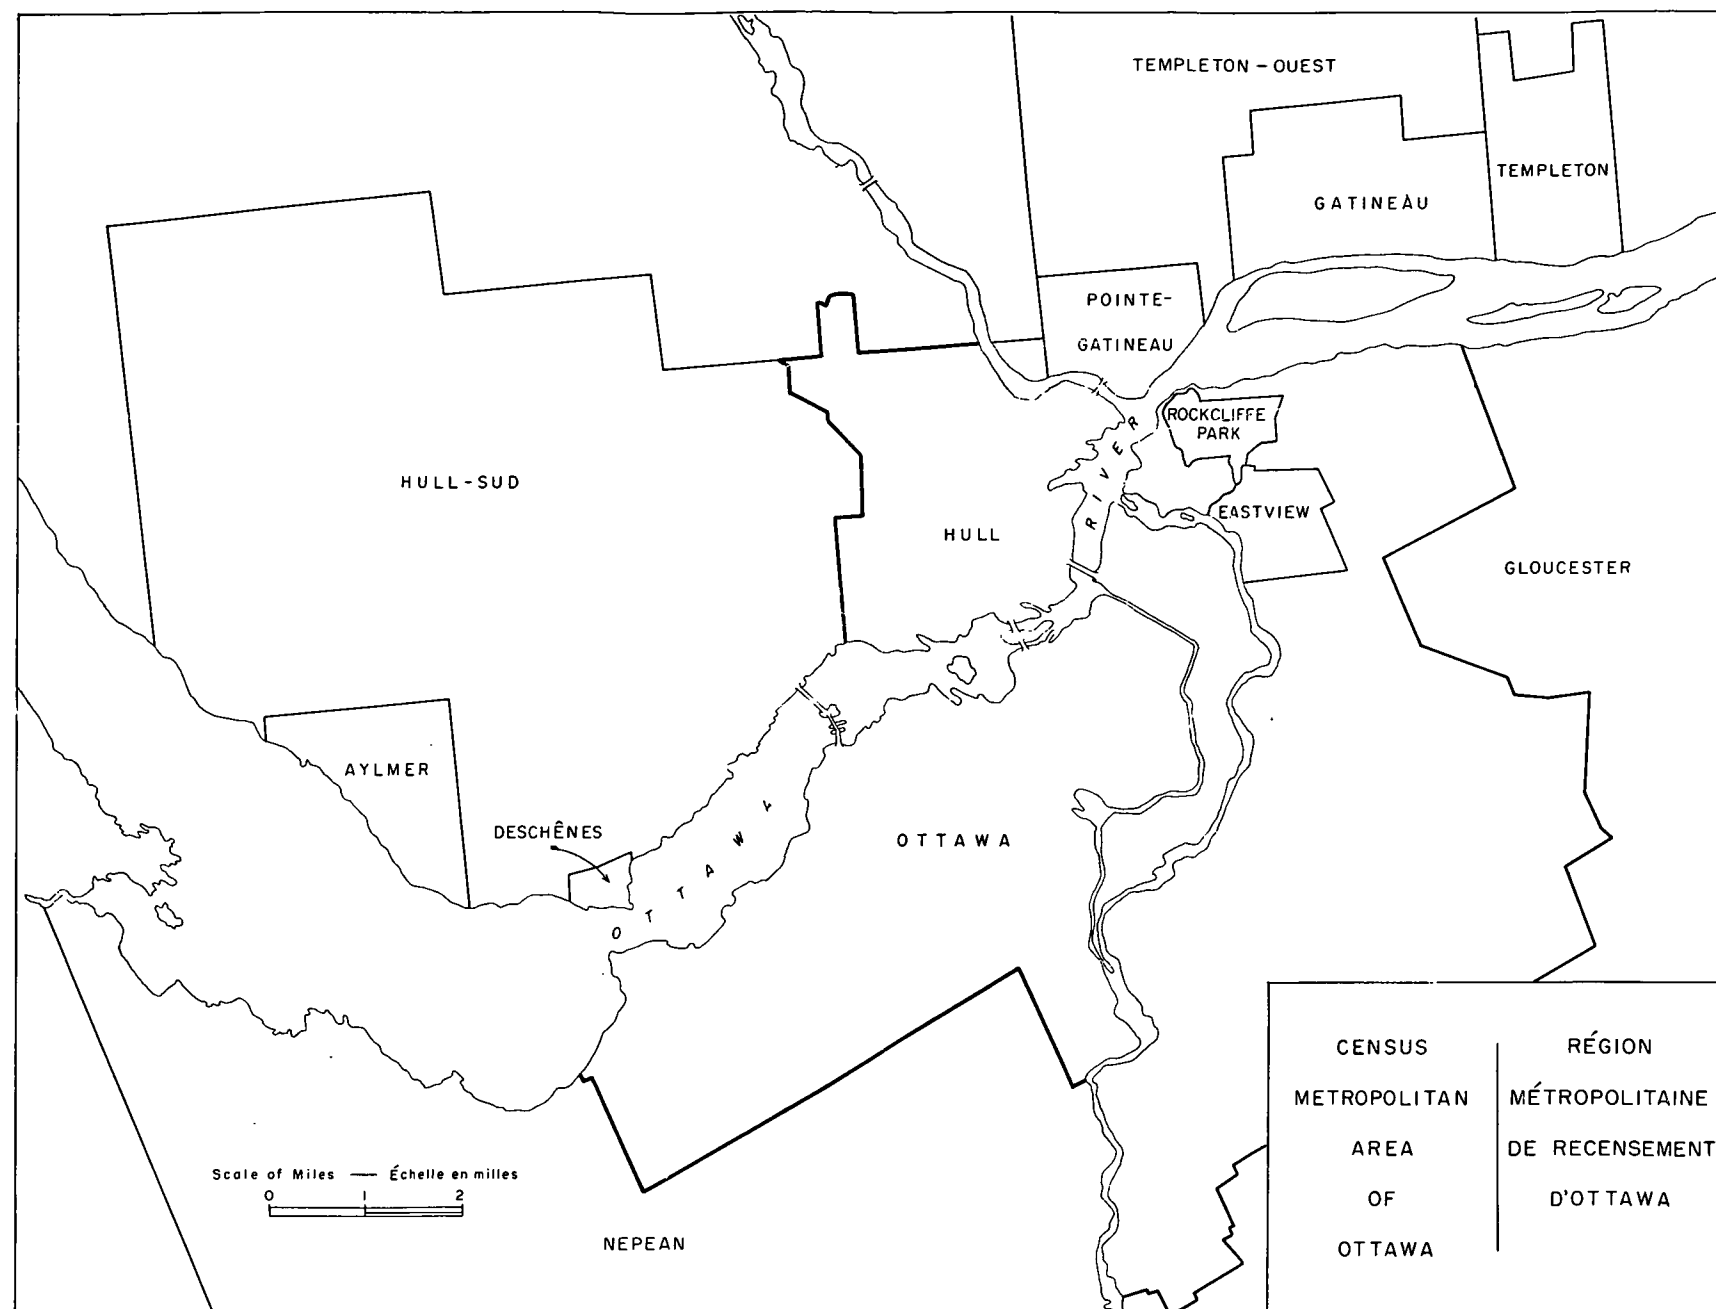 TEMPLETON - OUEST
TEMPLETON
GATINEAU
POINTE-
GATINEAU
ROCKCLIFFE
PARK
EASTVIEW
HULL-SUD
HULL
GLOUCESTER
AYLMER
DESCHÊNES
OTTAWA
OTTAWA RIVER
NEPEAN
Scale of Miles — Échelle en milles
0 1 2
CENSUS
METROPOLITAN
AREA
OF
OTTAWA
RÉGION
MÉTROPOLITAINE
DE RECENSEMENT
D'OTTAWA